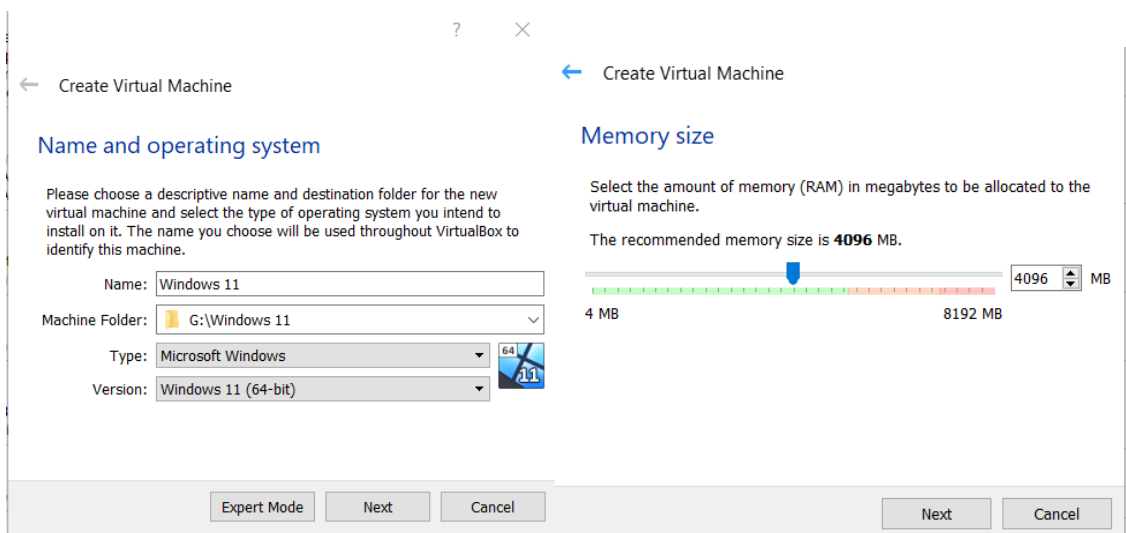 ?
Create Virtual Machine
Name and operating system
Please choose a descriptive name and destination folder for the new
virtual machine and select the type of operating system you intend to
install on it. The name you choose will be used throughout VirtualBox to
identify this machine.
Name: Windows 11
Machine Folder: G:\Windows 11
Type: Microsoft Windows
64
11
Version: Windows 11 (64-bit)
Expert Mode Next Cancel
Create Virtual Machine
Memory size
Select the amount of memory (RAM) in megabytes to be allocated to the
virtual machine.
The recommended memory size is 4096 MB.
4096 MB
4 MB 8192 MB
Next Cancel